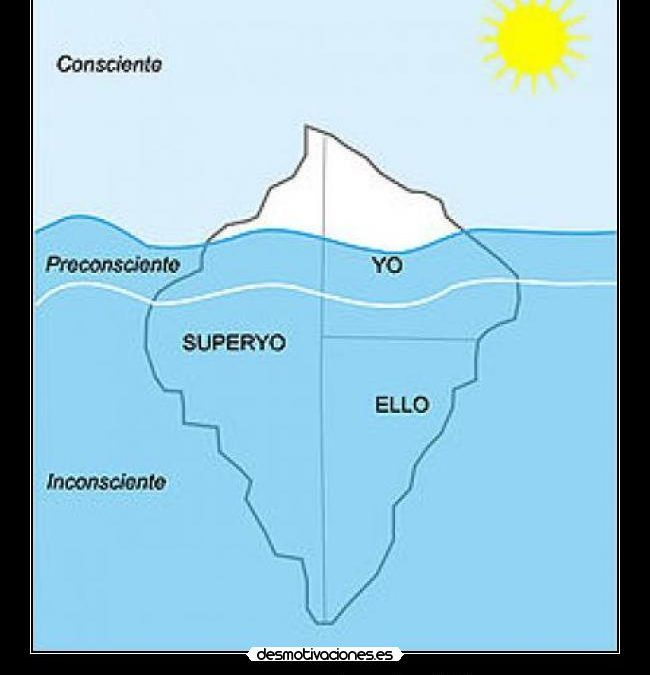 Consciente
Preconsciente
YO
SUPERYO
ELLO
Inconsciente
desmotivaciones.es